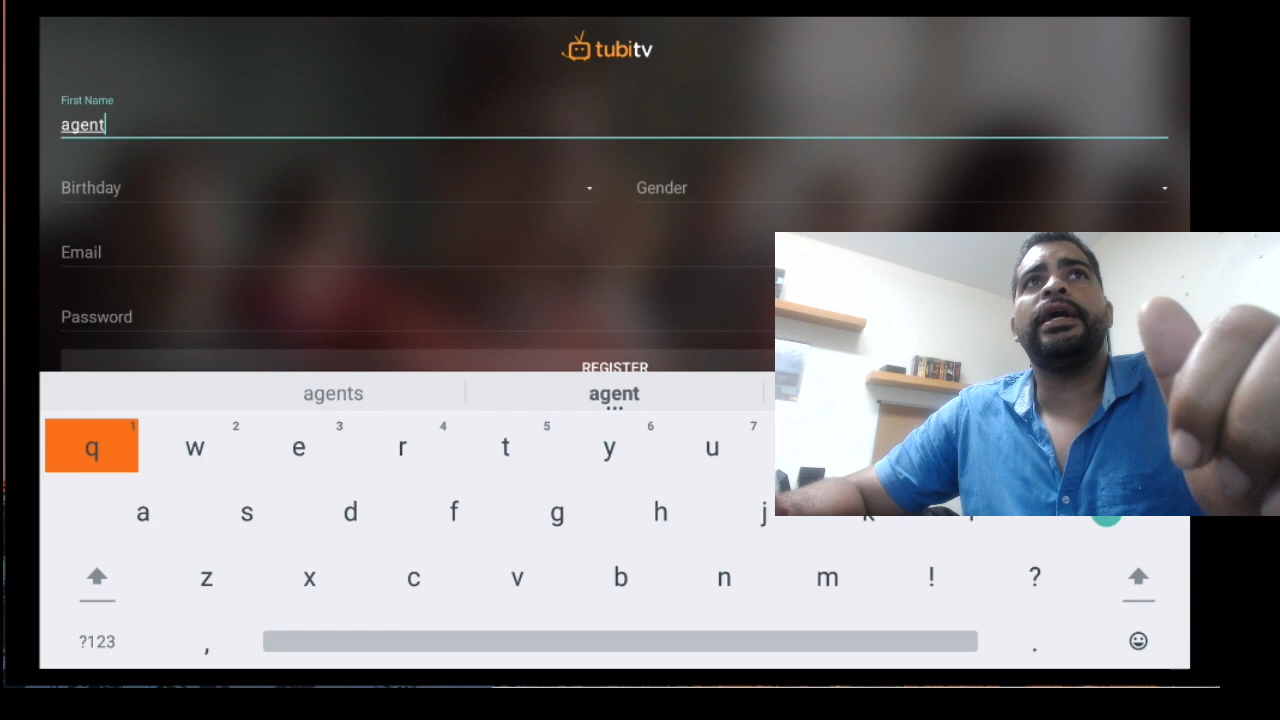 tubitv
First Name
agent
Birthday
Gender
Email
Password
REGISTER
agents
agent
q 1 w 2 e 3 r 4 t 5 y 6 u 7
a s d f g h j
z x c v b n m ! ?
?123 , .